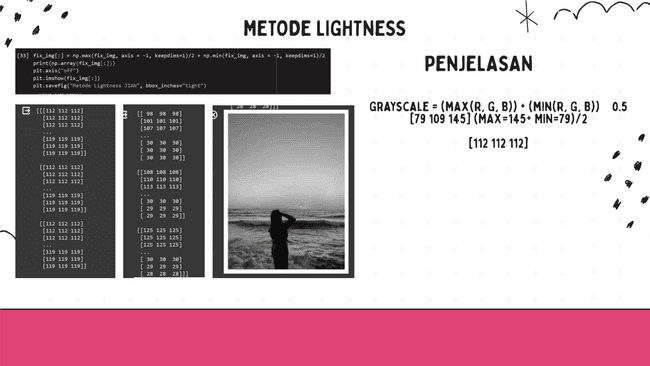 METODE LIGHTNESS
[33] fix_img[:] = np.max(fix_img, axis = -1, keepdims=1)/2 + np.min(fix_img, axis = -1, keepdims=1)/2
print(np.array(fix_img[:]))
plt.axis("off")
plt.imshow(fix_img[:])
plt.savefig("Metode Lightness JIAH", bbox_inches="tight")
[[[112 112 112]
[112 112 112]
[112 112 112]
...
[119 119 119]
[119 119 119]
[119 119 119]]
[[112 112 112]
[112 112 112]
[112 112 112]
...
[119 119 119]
[119 119 119]
[119 119 119]]
[[112 112 112]
[112 112 112]
[112 112 112]
...
[119 119 119]
[119 119 119]
[119 119 119]]
[[ 98 98 98]
[101 101 101]
[107 107 107]
...
[ 30 30 30]
[ 30 30 30]
[ 30 30 30]]
[[108 108 108]
[110 110 110]
[113 113 113]
...
[ 30 30 30]
[ 29 29 29]
[ 29 29 29]]
[[125 125 125]
[125 125 125]
[125 125 125]
...
[ 30 30 30]
[ 29 29 29]
[ 28 28 28]]]
[ 28 28 28]]]
PENJELASAN
GRAYSCALE = (MAX(R, G, B)) + (MIN(R, G, B)) 0.5
[79 109 145] (MAX=145+ MIN=79)/2
[112 112 112]